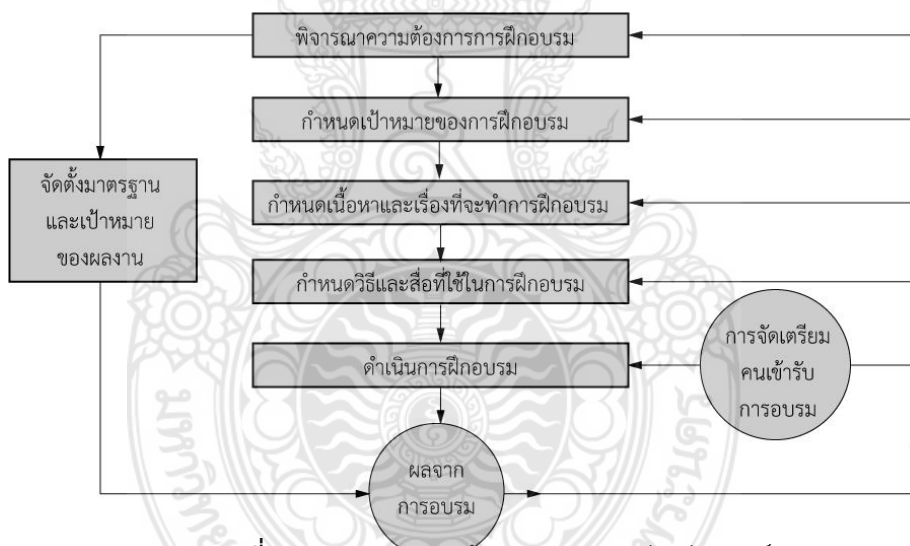 พิจารณาความต้องการการฝึกอบรม
กำหนดเป้าหมายของการฝึกอบรม
จัดตั้งมาตรฐาน
และเป้าหมาย
ของผลงาน
กำหนดเนื้อหาและเรื่องที่จะทำการฝึกอบรม
กำหนดวิธีและสื่อที่ใช้ในการฝึกอบรม
การจัดเตรียม
คนเข้ารับ
การอบรม
ดำเนินการฝึกอบรม
ผลจาก
การอบรม